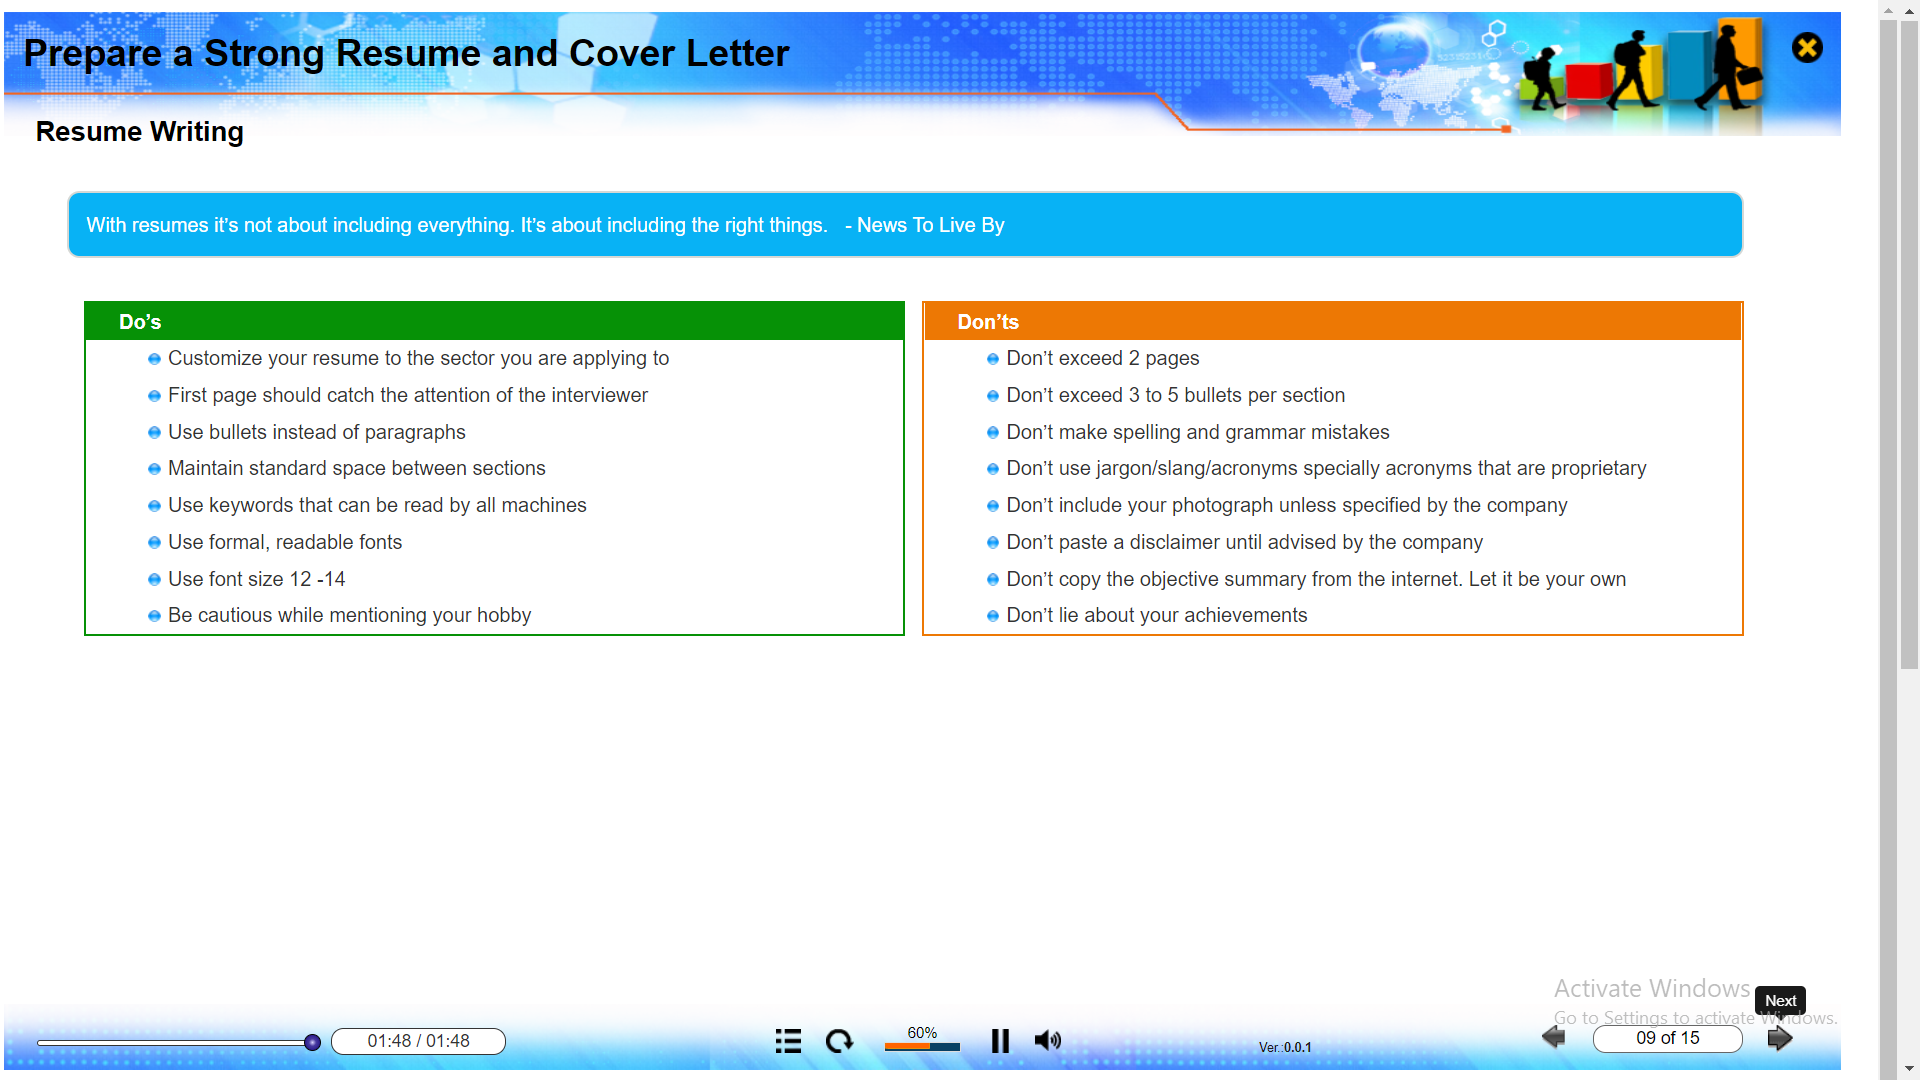 Prepare a Strong Resume and Cover Letter
Resume Writing
With resumes it’s not about including everything. It’s about including the right things.   - News To Live By
Do’s
Customize your resume to the sector you are applying to
First page should catch the attention of the interviewer
Use bullets instead of paragraphs
Maintain standard space between sections
Use keywords that can be read by all machines
Use formal, readable fonts
Use font size 12 -14
Be cautious while mentioning your hobby
Don’ts
Don’t exceed 2 pages
Don’t exceed 3 to 5 bullets per section
Don’t make spelling and grammar mistakes
Don’t use jargon/slang/acronyms specially acronyms that are proprietary
Don’t include your photograph unless specified by the company
Don’t paste a disclaimer until advised by the company
Don’t copy the objective summary from the internet. Let it be your own
Don’t lie about your achievements
Activate Windows
Go to Settings to activate Windows.
Next
01:48 / 01:48
60%
Ver.:0.0.1
09 of 15